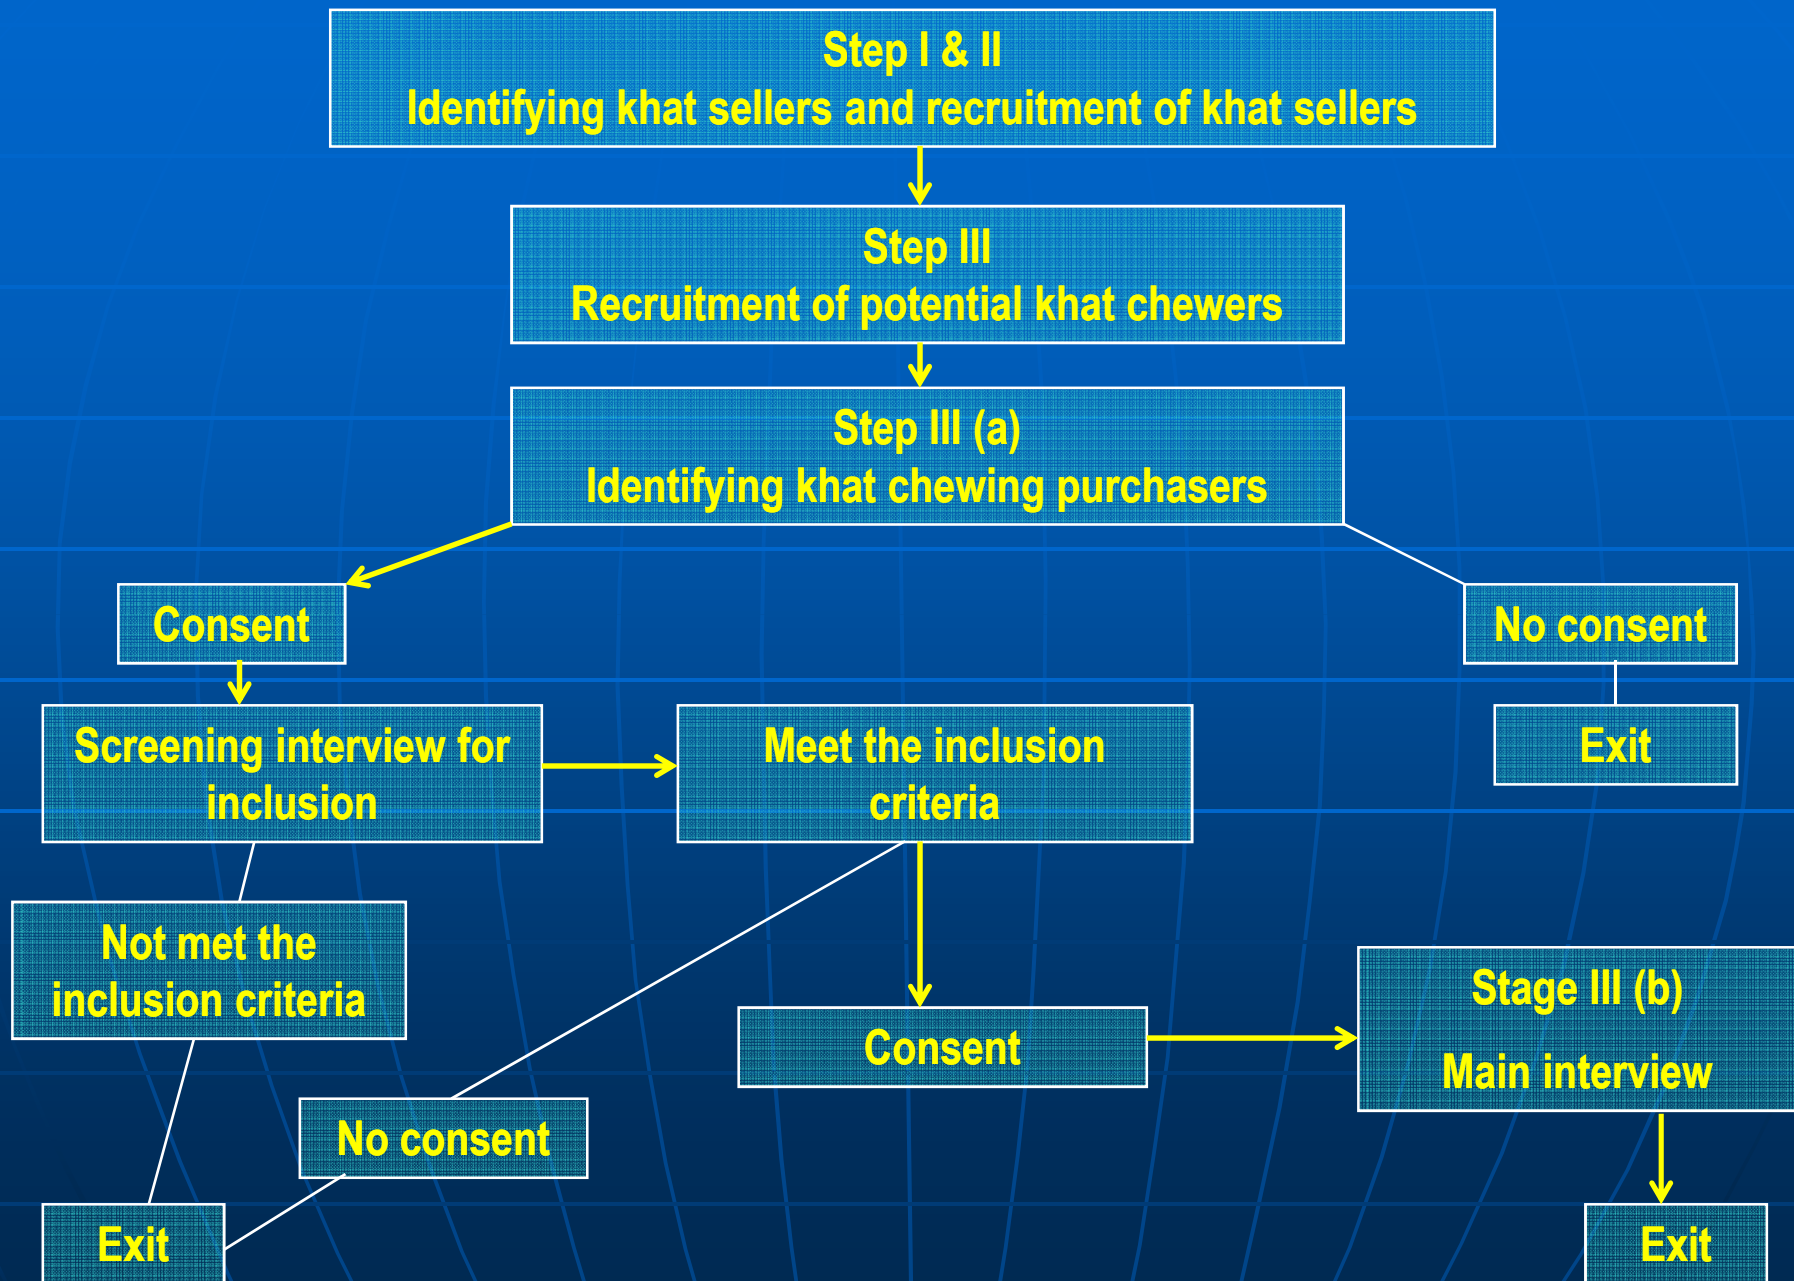 Step I & II
Identifying khat sellers and recruitment of khat sellers
Step III
Recruitment of potential khat chewers
Step III (a)
Identifying khat chewing purchasers
Consent
No consent
Screening interview for
inclusion
Meet the inclusion
criteria
Exit
Not met the
inclusion criteria
Consent
Stage III (b)
Main interview
No consent
Exit
Exit